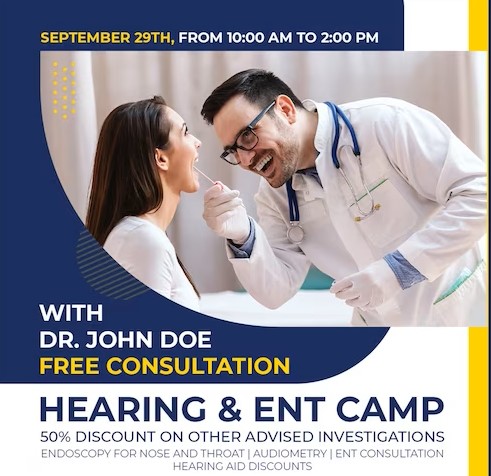 SEPTEMBER 29TH, FROM 10:00 AM TO 2:00 PM
WITH
DR. JOHN DOE
FREE CONSULTATION
HEARING & ENT CAMP
50% DISCOUNT ON OTHER ADVISED INVESTIGATIONS
ENDOSCOPY FOR NOSE AND THROAT | AUDIOMETRY | ENT CONSULTATION
HEARING AID DISCOUNTS